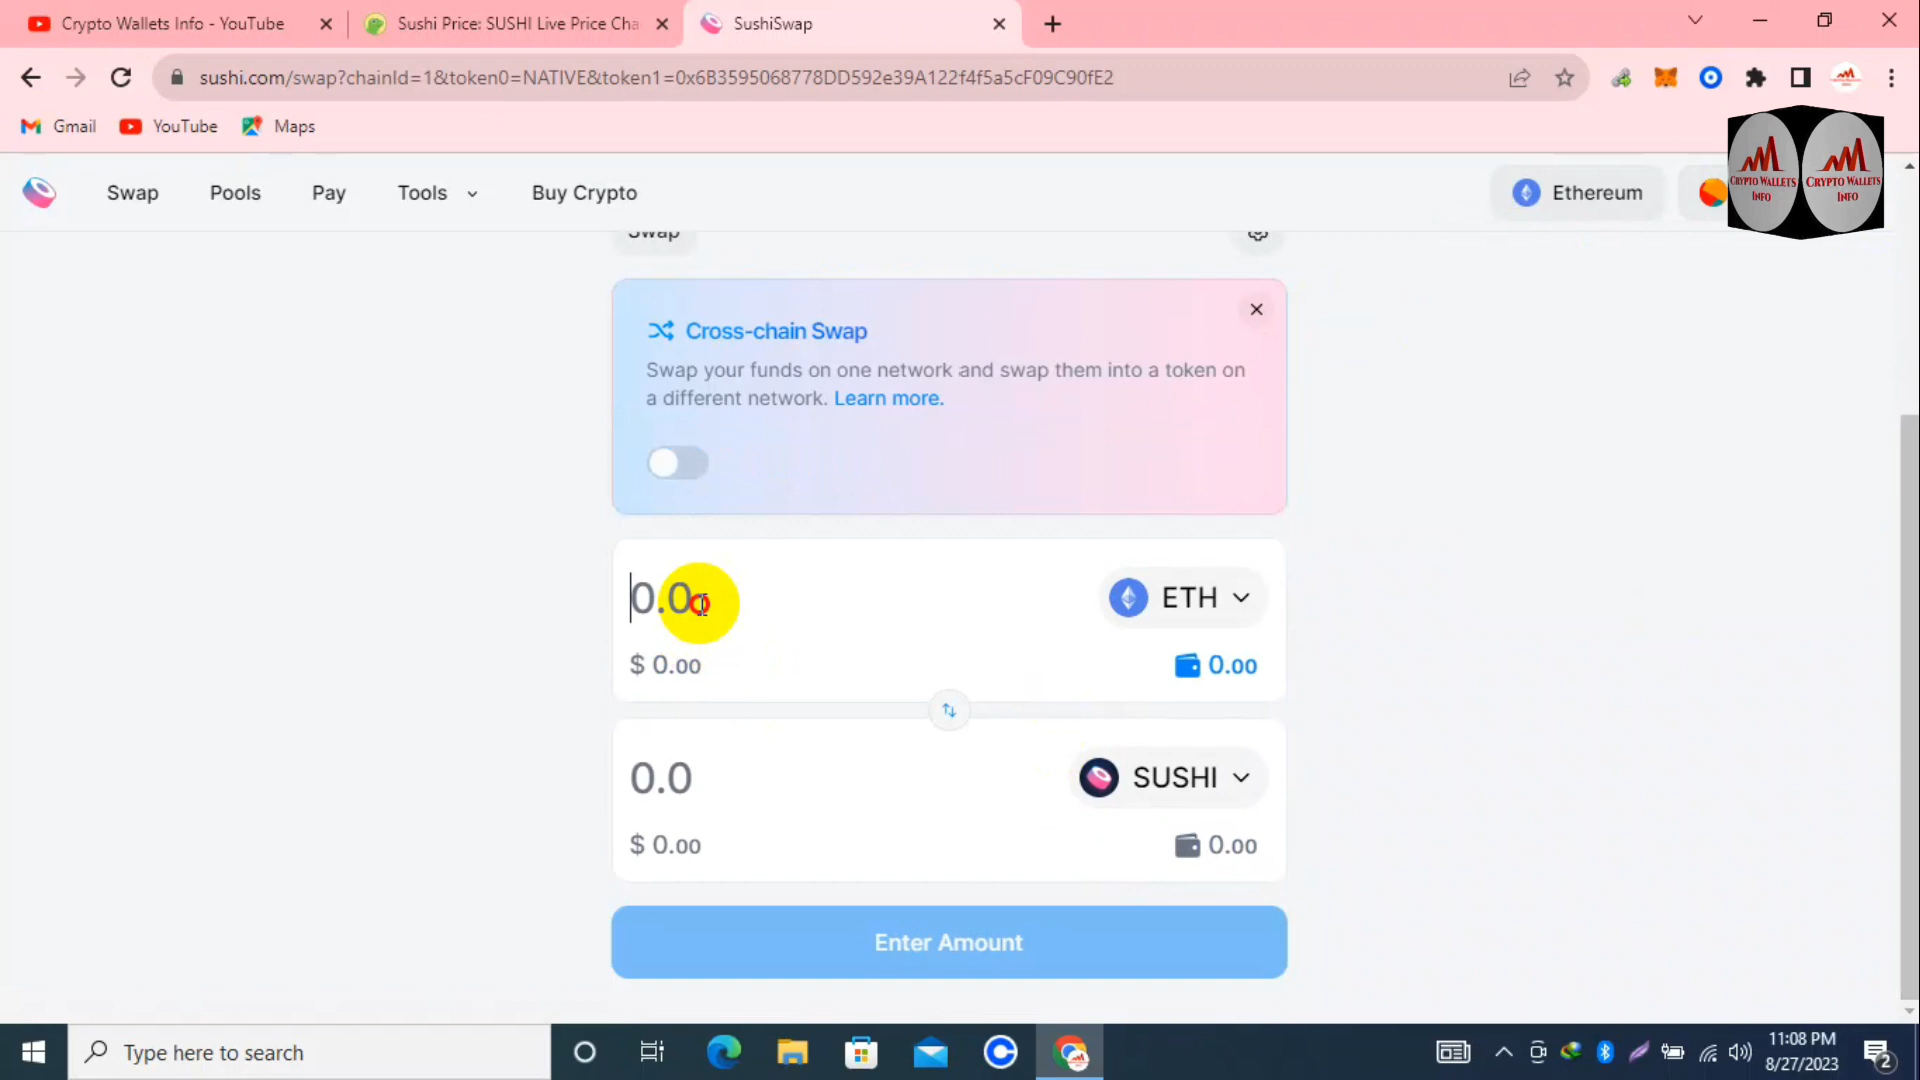 Crypto Wallets Info - YouTube
Sushi Price: SUSHI Live Price Cha
SushiSwap
sushi.com/swap?chainId=1&token0=NATIVE&token1=0x6B3595068778DD592e39A122f4f5a5cF09C90fE2
Gmail YouTube Maps
CRYPTO WALLETS INFO
CRYPTO WALLETS INFO
Swap Pools Pay Tools Buy Crypto Ethereum
Swap
Cross-chain Swap
Swap your funds on one network and swap them into a token on
a different network. Learn more.
0.0 ETH
$ 0.00 0.00
0.0 SUSHI
$ 0.00 0.00
Enter Amount
Type here to search
11:08 PM
8/27/2023
2